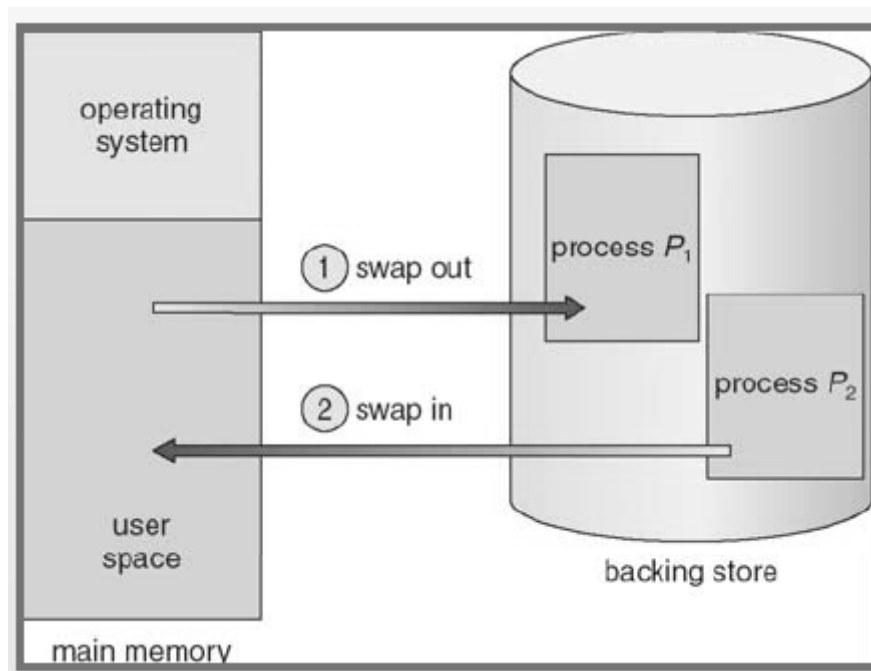 operating
system
1 swap out
process P1
process P2
2 swap in
user
space
backing store
main memory